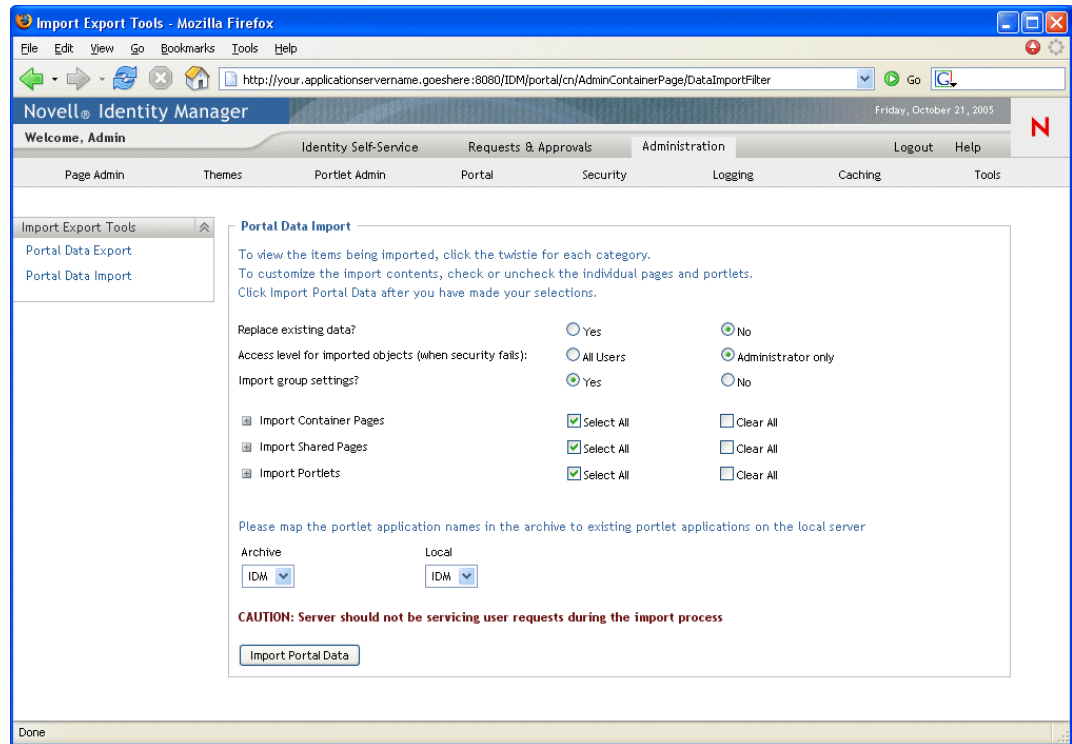 Import Export Tools - Mozilla Firefox
File Edit View Go Bookmarks Tools Help
http://your.applicationservername.goeshere:8080/IDM/portal/cn/AdminContainerPage/DataImportFilter Go G
Novell® Identity Manager Friday, October 21, 2005
N
Welcome, Admin
Identity Self-Service Requests & Approvals Administration Logout Help
Page Admin Themes Portlet Admin Portal Security Logging Caching Tools
Import Export Tools
Portal Data Export
Portal Data Import
Portal Data Import
To view the items being imported, click the twistie for each category.
To customize the import contents, check or uncheck the individual pages and portlets.
Click Import Portal Data after you have made your selections.
Replace existing data? Yes No
Access level for imported objects (when security fails): All Users Administrator only
Import group settings? Yes No
Import Container Pages Select All Clear All
Import Shared Pages Select All Clear All
Import Portlets Select All Clear All
Please map the portlet application names in the archive to existing portlet applications on the local server
Archive Local
IDM IDM
CAUTION: Server should not be servicing user requests during the import process
Import Portal Data
Done